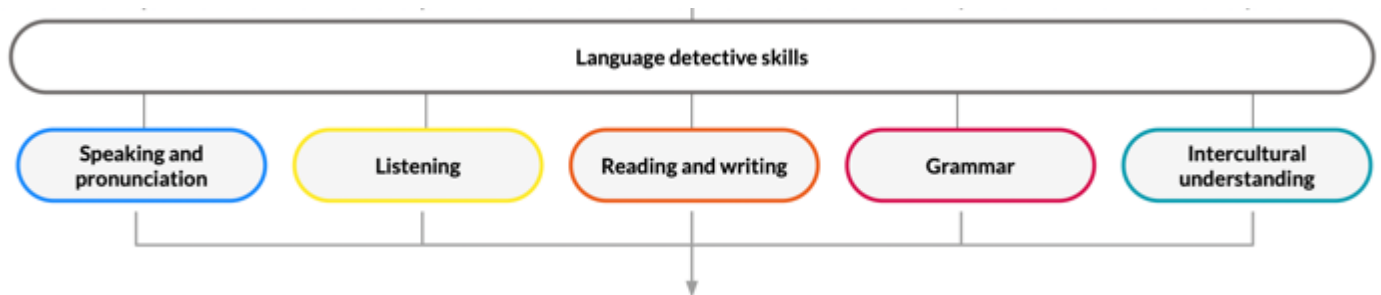 Language detective skills
Speaking and
pronunciation
Listening
Reading and writing
Grammar
Intercultural
understanding